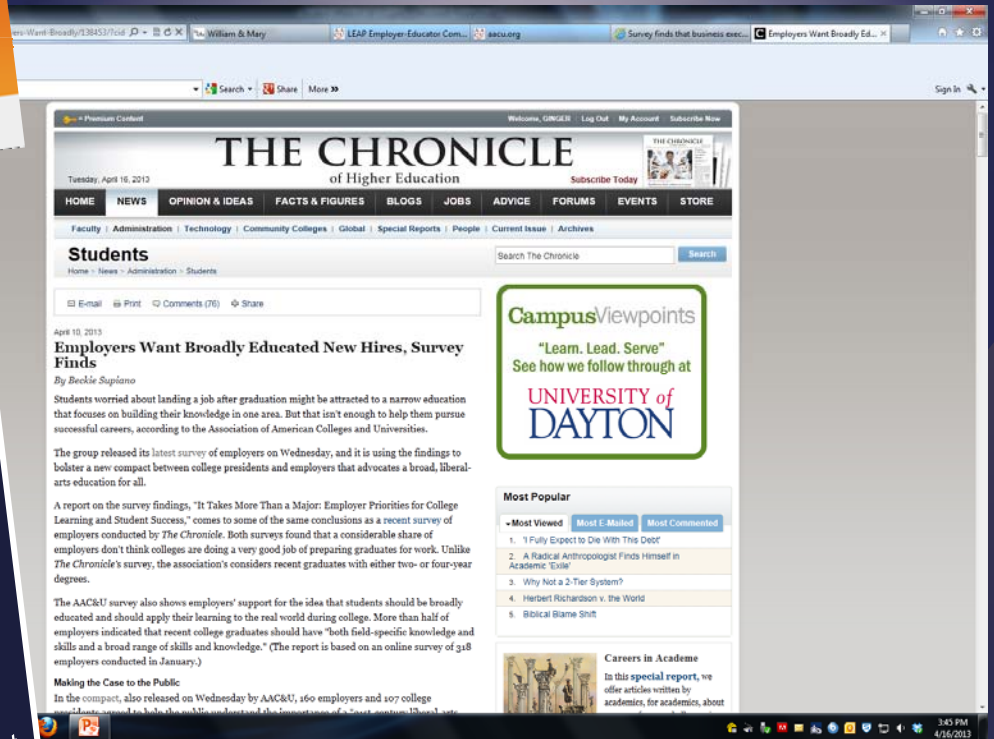 ers-Want-Broadly/138453/?cid
William & Mary
LEAP Employer-Educator Com...
aacu.org
Survey finds that business exec...
Employers Want Broadly Ed...
Search
Share
More »
Sign In
= Premium Content
Welcome, GINGER | Log Out | My Account | Subscribe Now
THE CHRONICLE
of Higher Education
Tuesday, April 16, 2013
Subscribe Today
THE CHRONICLE
HOME NEWS OPINION & IDEAS FACTS & FIGURES BLOGS JOBS ADVICE FORUMS EVENTS STORE
Faculty | Administration | Technology | Community Colleges | Global | Special Reports | People | Current Issue | Archives
Students
Home > News > Administration > Students
Search The Chronicle
Search
E-mail Print Comments (76) Share
April 10, 2013
Employers Want Broadly Educated New Hires, Survey
Finds
By Beckie Supiano
Students worried about landing a job after graduation might be attracted to a narrow education
that focuses on building their knowledge in one area. But that isn't enough to help them pursue
successful careers, according to the Association of American Colleges and Universities.
The group released its latest survey of employers on Wednesday, and it is using the findings to
bolster a new compact between college presidents and employers that advocates a broad, liberal-
arts education for all.
A report on the survey findings, "It Takes More Than a Major: Employer Priorities for College
Learning and Student Success," comes to some of the same conclusions as a recent survey of
employers conducted by The Chronicle. Both surveys found that a considerable share of
employers don't think colleges are doing a very good job of preparing graduates for work. Unlike
The Chronicle's survey, the association's considers recent graduates with either two- or four-year
degrees.
The AAC&U survey also shows employers' support for the idea that students should be broadly
educated and should apply their learning to the real world during college. More than half of
employers indicated that recent college graduates should have "both field-specific knowledge and
skills and a broad range of skills and knowledge." (The report is based on an online survey of 318
employers conducted in January.)
Making the Case to the Public
In the compact, also released on Wednesday by AAC&U, 160 employers and 107 college
presidents agreed to help the public understand the importance of a "21st-century liberal arts
CampusViewpoints
"Learn. Lead. Serve"
See how we follow through at
UNIVERSITY of
DAYTON
Most Popular
Most Viewed Most E-Mailed Most Commented
1. 'I Fully Expect to Die With This Debt'
2. A Radical Anthropologist Finds Himself in
Academic 'Exile'
3. Why Not a 2-Tier System?
4. Herbert Richardson v. the World
5. Biblical Blame Shift
Careers in Academe
In this special report, we
offer articles written by
academics, for academics, about
3:45 PM
4/16/2013